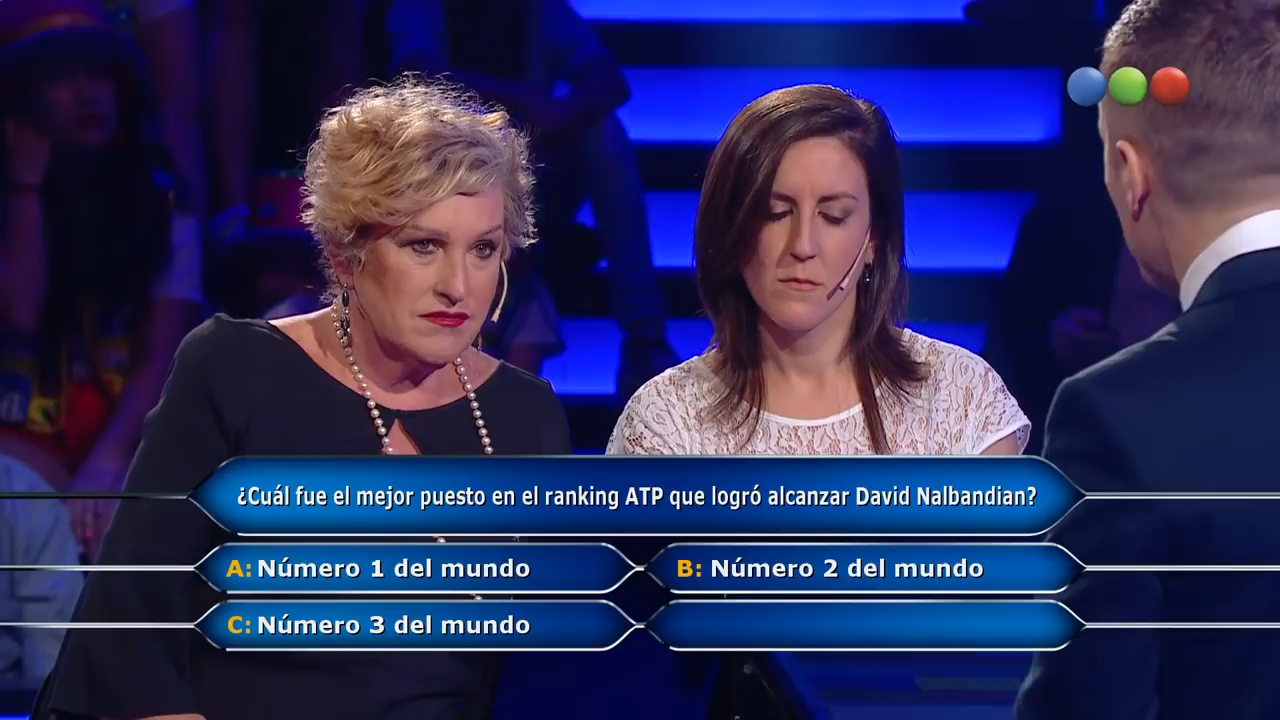 ¿Cuál fue el mejor puesto en el ranking ATP que logró alcanzar David Nalbandian?
A: Número 1 del mundo
B: Número 2 del mundo
C: Número 3 del mundo